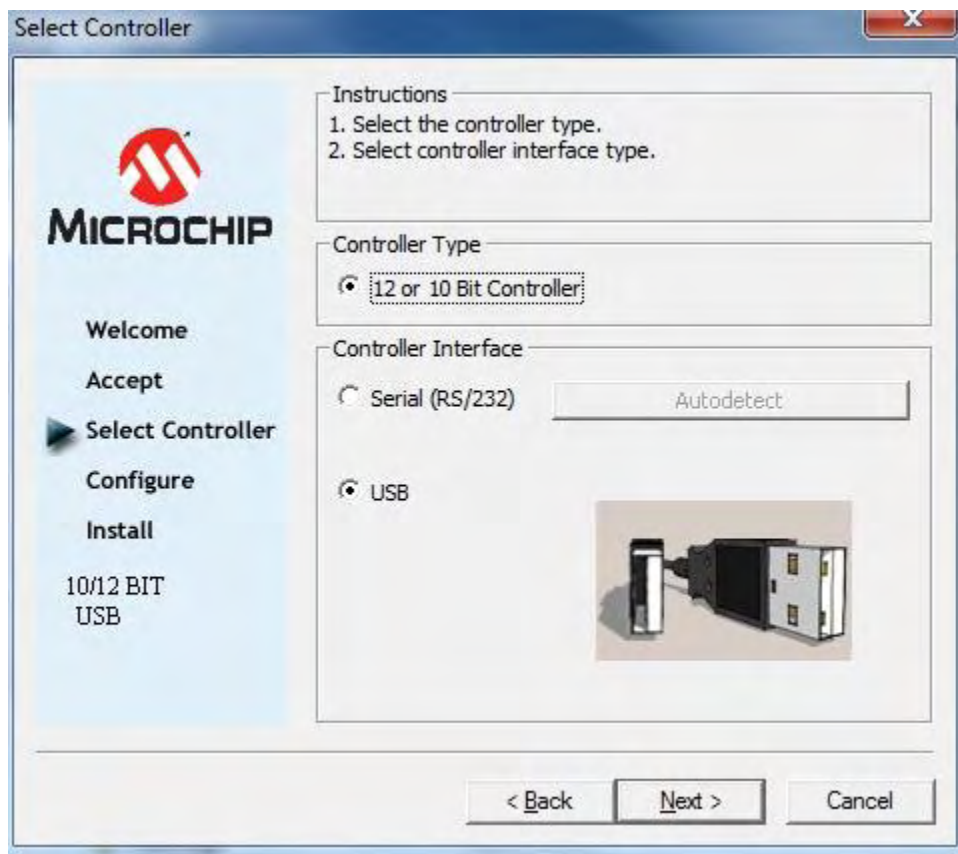 Select Controller
X
MICROCHIP
Welcome
Accept
Select Controller
Configure
Install
10/12 BIT
USB
Instructions
1. Select the controller type.
2. Select controller interface type.
Controller Type
12 or 10 Bit Controller
Controller Interface
Serial (RS/232)
Autodetect
USB
< Back
Next >
Cancel